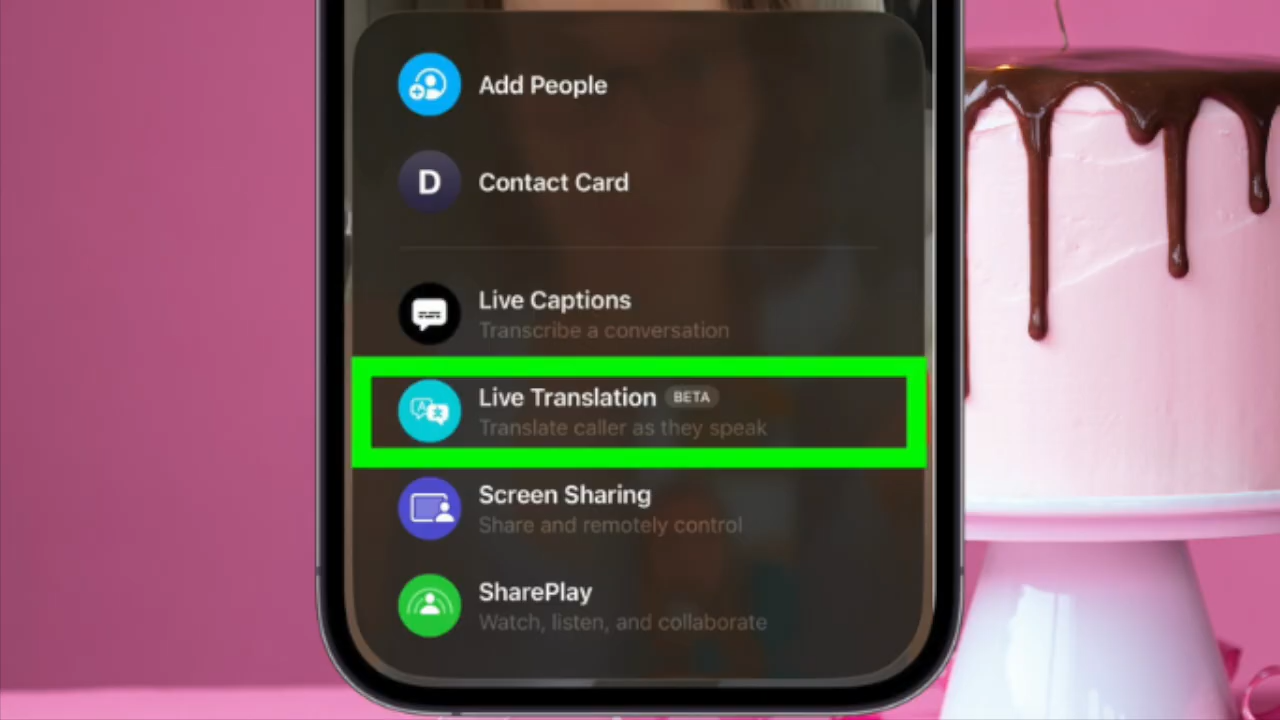 Add People
D
Contact Card
Live Captions
Transcribe a conversation
Live Translation BETA
Translate caller as they speak
Screen Sharing
Share and remotely control
SharePlay
Watch, listen, and collaborate